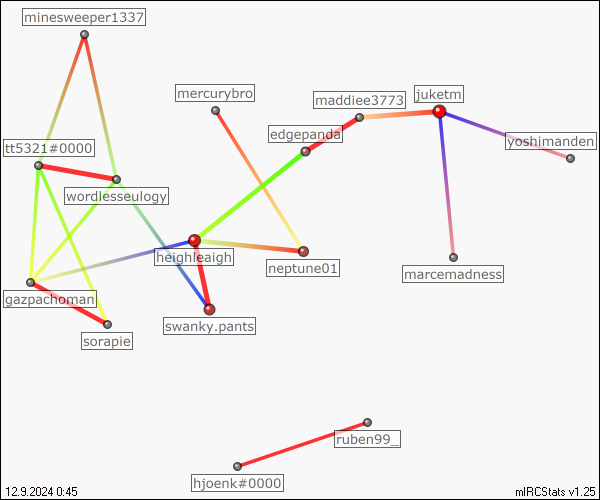 minesweeper1337
mercurybro
maddiee3773
juketm
edgepanda
yoshimanden
tt5321#0000
wordlesseulogy
heighleaigh
neptune01
marcemadness
gazpachoman
swanky.pants
sorapie
ruben99_
hjoenk#0000
12.9.2024 0:45
mIRCStats v1.25